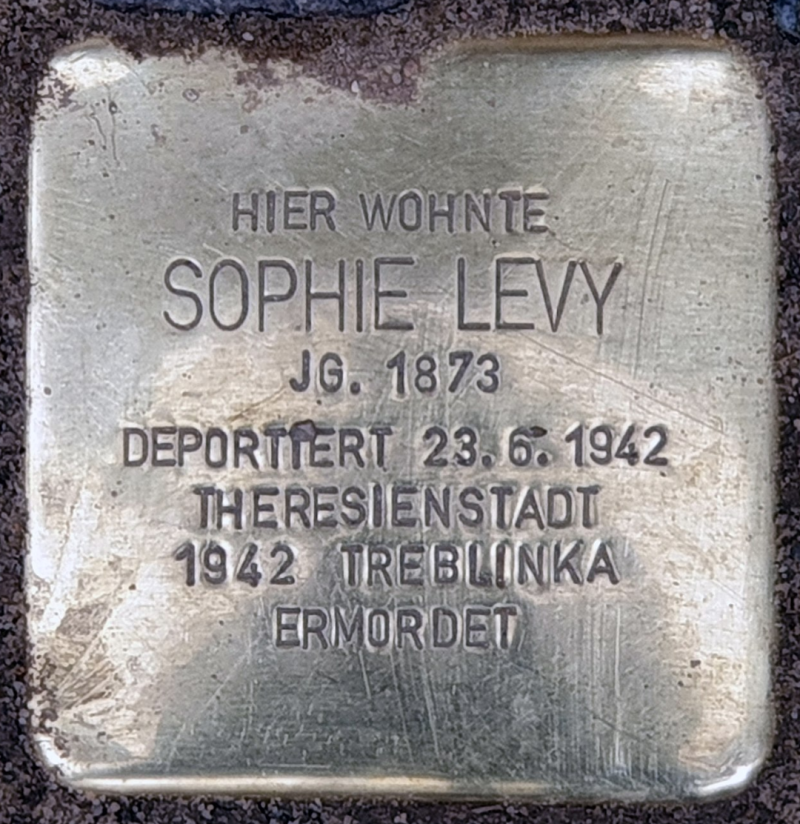 HIER WOHNTE
SOPHIE LEVY
JG. 1873
DEPORTIERT 23.6.1942
THERESIENSTADT
1942 TREBLINKA
ERMORDET